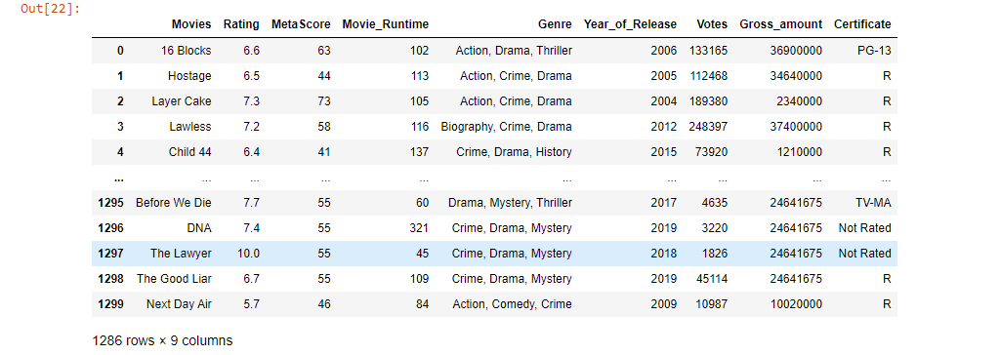 Out[22]:
Movies Rating MetaScore Movie_Runtime Genre Year_of_Release Votes Gross_amount Certificate
0 16 Blocks 6.6 63 102 Action, Drama, Thriller 2006 133165 36900000 PG-13
1 Hostage 6.5 44 113 Action, Crime, Drama 2005 112468 34640000 R
2 Layer Cake 7.3 73 105 Action, Crime, Drama 2004 189380 2340000 R
3 Lawless 7.2 58 116 Biography, Crime, Drama 2012 248397 37400000 R
4 Child 44 6.4 41 137 Crime, Drama, History 2015 73920 1210000 R
... ... ... ... ... ... ... ... ... ...
1295 Before We Die 7.7 55 60 Drama, Mystery, Thriller 2017 4635 24641675 TV-MA
1296 DNA 7.4 55 321 Crime, Drama, Mystery 2019 3220 24641675 Not Rated
1297 The Lawyer 10.0 55 45 Crime, Drama, Mystery 2018 1826 24641675 Not Rated
1298 The Good Liar 6.7 55 109 Crime, Drama, Mystery 2019 45114 24641675 R
1299 Next Day Air 5.7 46 84 Action, Comedy, Crime 2009 10987 10020000 R
1286 rows × 9 columns